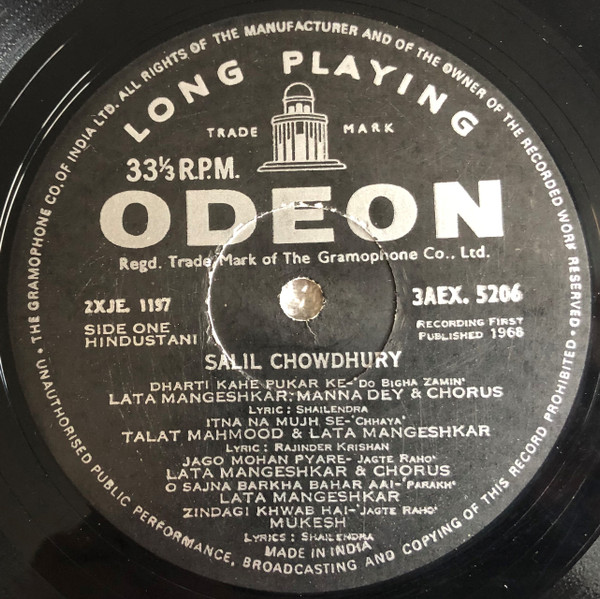 THE GRAMOPHONE CO. OF INDIA LTD. ALL RIGHTS OF THE MANUFACTURER AND OF THE OWNER OF THE RECORDED WORK RESERVED •
LONG PLAYING
TRADE MARK
33⅓ R.P.M.
ODEON
Regd. Trade Mark of The Gramophone Co., Ltd.
2XJE. 1197
3AEX. 5206
SIDE ONE
HINDUSTANI
RECORDING FIRST
PUBLISHED 1968
SALIL CHOWDHURY
DHARTI KAHE PUKAR KE-'DO BIGHA ZAMIN'
LATA MANGESHKAR: MANNA DEY & CHORUS
LYRIC: SHAILENDRA
ITNA NA MUJH SE-'CHHAYA'
TALAT MAHMOOD & LATA MANGESHKAR
LYRIC: RAJINDER KRISHAN
JAGO MOHAN PYARE-'JAGTE RAHO'
LATA MANGESHKAR & CHORUS
O SAJNA BARKHA BAHAR AAI-'PARAKH'
LATA MANGESHKAR
ZINDAGI KHWAB HAI-'JAGTE RAHO'
MUKESH
LYRICS: SHAILENDRA
MADE IN INDIA
UNAUTHORISED PUBLIC PERFORMANCE, BROADCASTING AND COPYING OF THIS RECORD PROHIBITED •